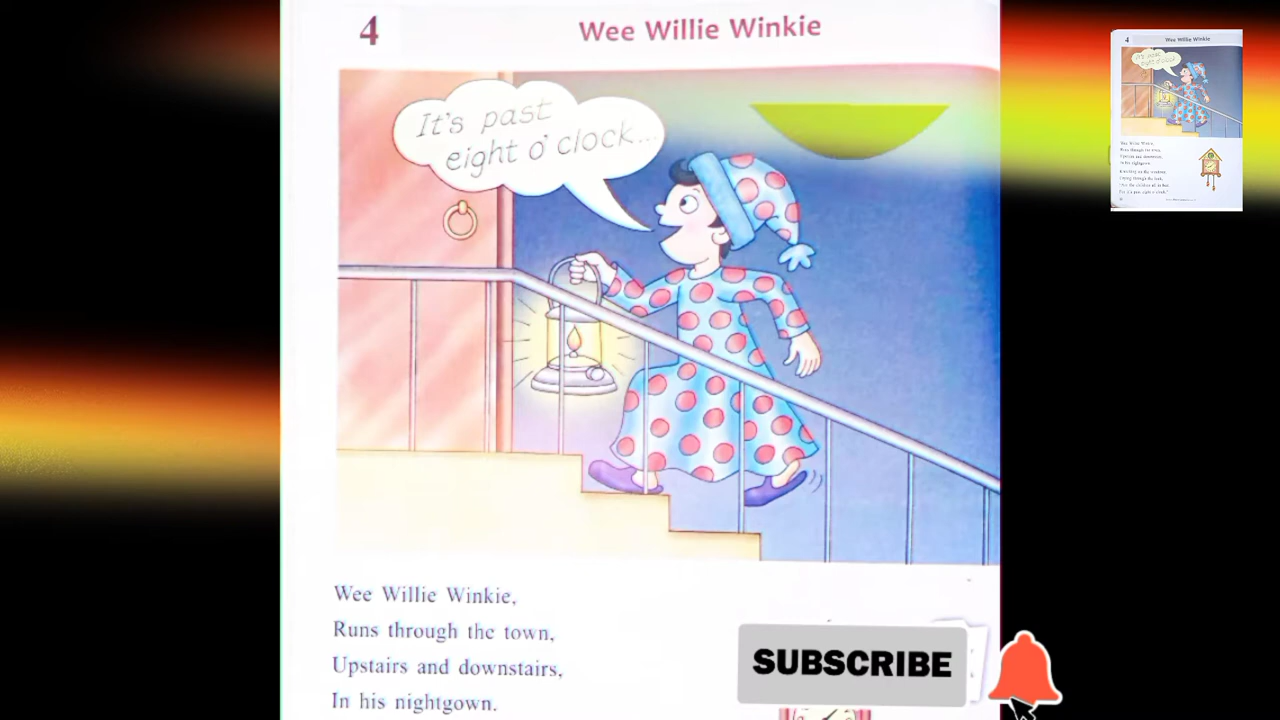 4
Wee Willie Winkie
It's past
eight o' clock...
Wee Willie Winkie,
Runs through the town,
Upstairs and downstairs,
In his nightgown.
SUBSCRIBE